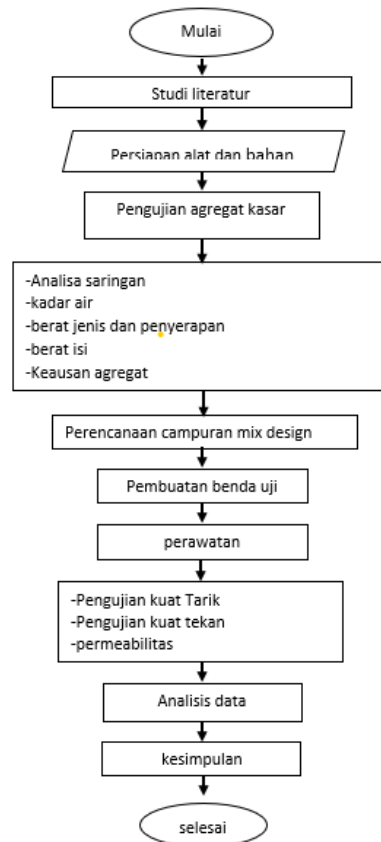 Mulai
Studi literatur
Persiapan alat dan bahan
Pengujian agregat kasar
-Analisa saringan
-kadar air
-berat jenis dan penyerapan
-berat isi
-Keausan agregat
Perencanaan campuran mix design
Pembuatan benda uji
perawatan
-Pengujian kuat Tarik
-Pengujian kuat tekan
-permeabilitas
Analisis data
kesimpulan
selesai